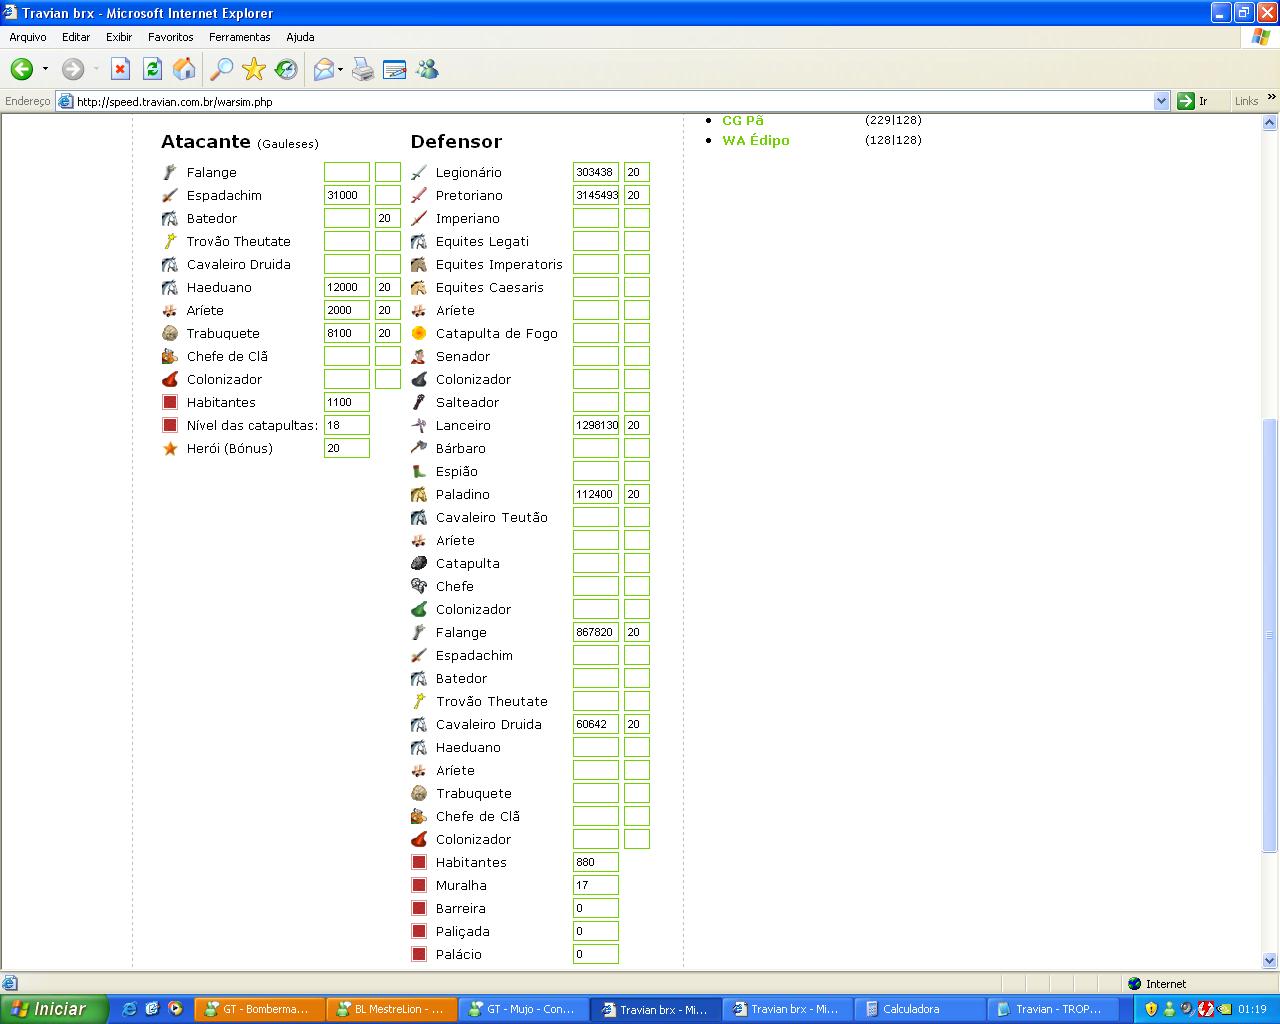 Travian brx - Microsoft Internet Explorer
Arquivo Editar Exibir Favoritos Ferramentas Ajuda
Endereço http://speed.travian.com.br/warsim.php Ir Links »
CG Pã (229|128)
WA Édipo (128|128)
Atacante (Gauleses)
Falange
Espadachim 31000
Batedor 20
Trovão Theutate
Cavaleiro Druida
Haeduano 12000 20
Aríete 2000 20
Trabuquete 8100 20
Chefe de Clã
Colonizador
Habitantes 1100
Nível das catapultas: 18
Herói (Bónus) 20
Defensor
Legionário 303438 20
Pretoriano 3145493 20
Imperiano
Equites Legati
Equites Imperatoris
Equites Caesaris
Aríete
Catapulta de Fogo
Senador
Colonizador
Salteador
Lanceiro 1298130 20
Bárbaro
Espião
Paladino 112400 20
Cavaleiro Teutão
Aríete
Catapulta
Chefe
Colonizador
Falange 867820 20
Espadachim
Batedor
Trovão Theutate
Cavaleiro Druida 60642 20
Haeduano
Aríete
Trabuquete
Chefe de Clã
Colonizador
Habitantes 880
Muralha 17
Barreira 0
Paliçada 0
Palácio 0
Internet
Iniciar GT - Bomberma... BL MestreLion - ... GT - Mujo - Con... Travian brx - Mi... Travian brx - Mi... Calculadora Travian - TROP... 01:19